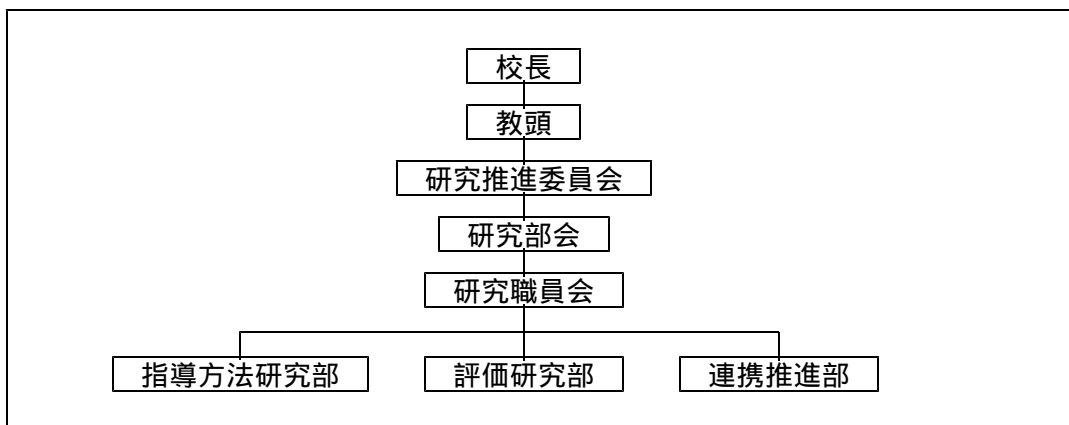 校長
教頭
研究推進委員会
研究部会
研究職員会
指導方法研究部 評価研究部 連携推進部